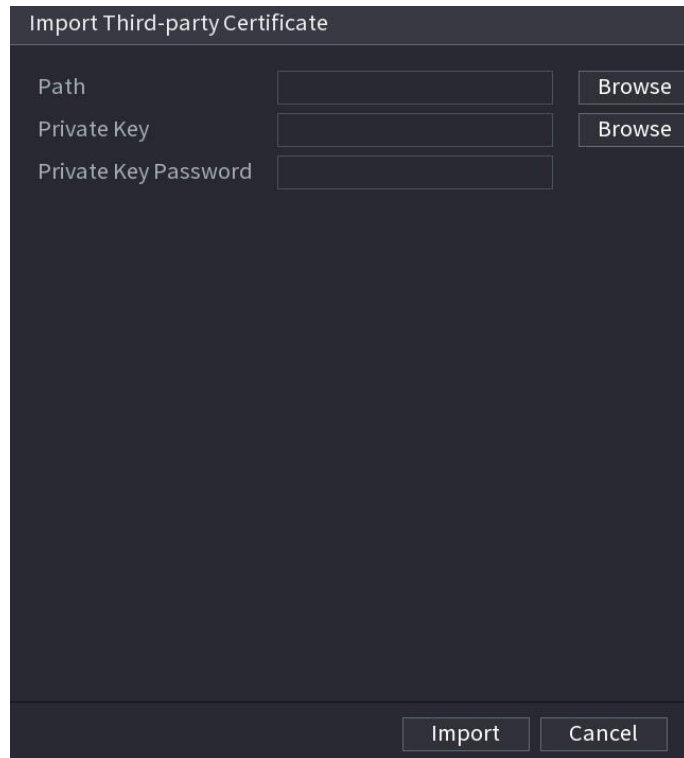 Import Third-party Certificate
Path Browse
Private Key Browse
Private Key Password
Import Cancel